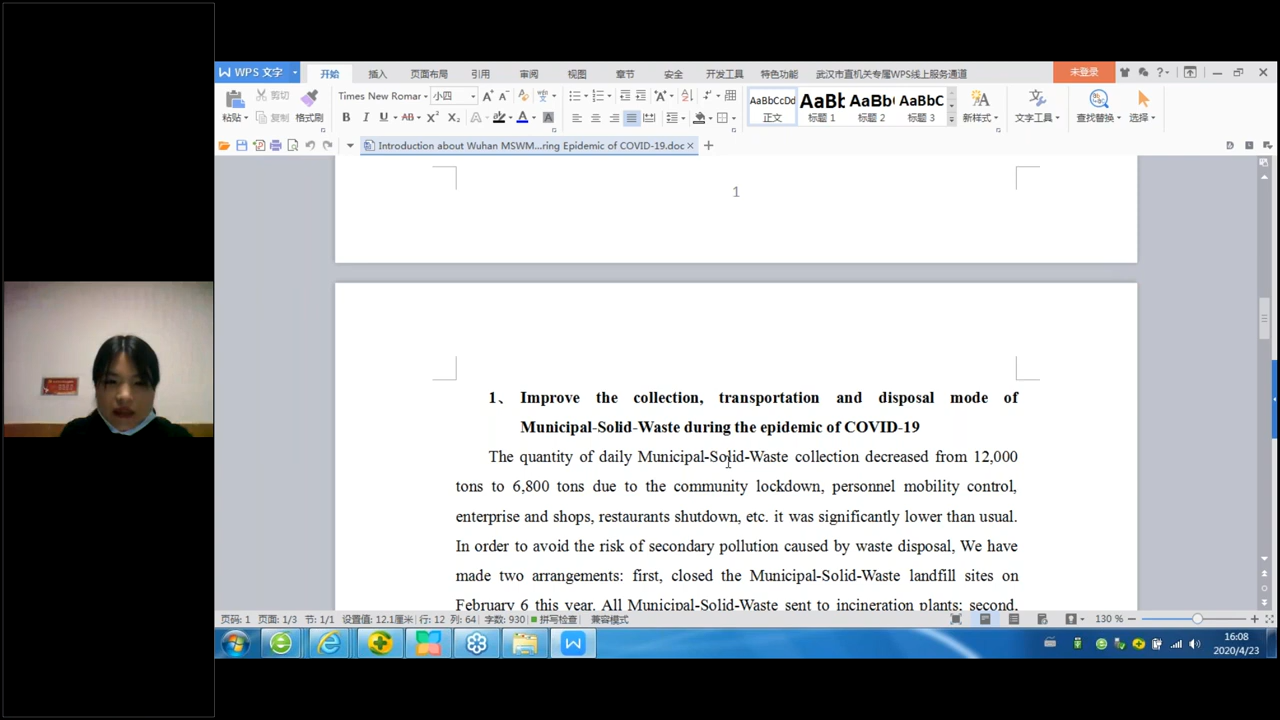 WPS 文字
开始
插入
页面布局
引用
审阅
视图
章节
安全
开发工具
特色功能
武汉市直机关专属WPS线上服务通道
未登录
粘贴
剪切
复制
格式刷
Times New Romar
小四
AaBbCcDd
正文
AaBb
标题 1
AaBb(
标题 2
AaBbC
标题 3
新样式
文字工具
查找替换
选择
Introduction about Wuhan MSWM...ring Epidemic of COVID-19.doc
1
1、 Improve the collection, transportation and disposal mode of
Municipal-Solid-Waste during the epidemic of COVID-19
The quantity of daily Municipal-Solid-Waste collection decreased from 12,000
tons to 6,800 tons due to the community lockdown, personnel mobility control,
enterprise and shops, restaurants shutdown, etc. it was significantly lower than usual.
In order to avoid the risk of secondary pollution caused by waste disposal, We have
made two arrangements: first, closed the Municipal-Solid-Waste landfill sites on
February 6 this year. All Municipal-Solid-Waste sent to incineration plants; second,
页码: 1 页面: 1/3 节: 1/1 设置值: 12.1厘米 行: 12 列: 64 字数: 930 拼写检查 兼容模式
130 %
16:08
2020/4/23